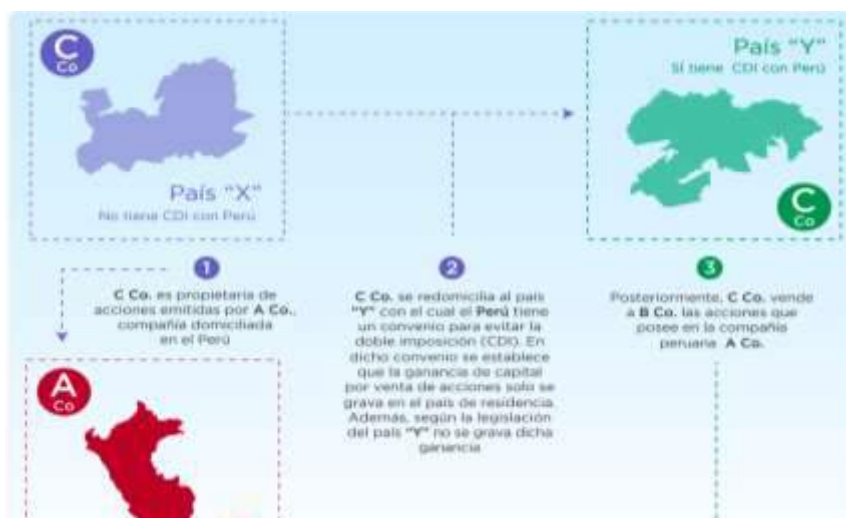 C
Co
País "X"
No tiene CDI con Perú
País "Y"
Sí tiene CDI con Perú
C
Co
1
C Co. es propietaria de
acciones emitidas por A Co.,
compañía domiciliada
en el Perú
2
C Co. se redomicilia al país
"Y" con el cual el Perú tiene
un convenio para evitar la
doble imposición (CDI). En
dicho convenio se establece
que la ganancia de capital
por venta de acciones solo se
grava en el país de residencia.
Además, según la legislación
del país "Y" no se grava dicha
ganancia
3
Posteriormente, C Co. vende
a B Co. las acciones que
posee en la compañía
peruana A Co.
A
Co